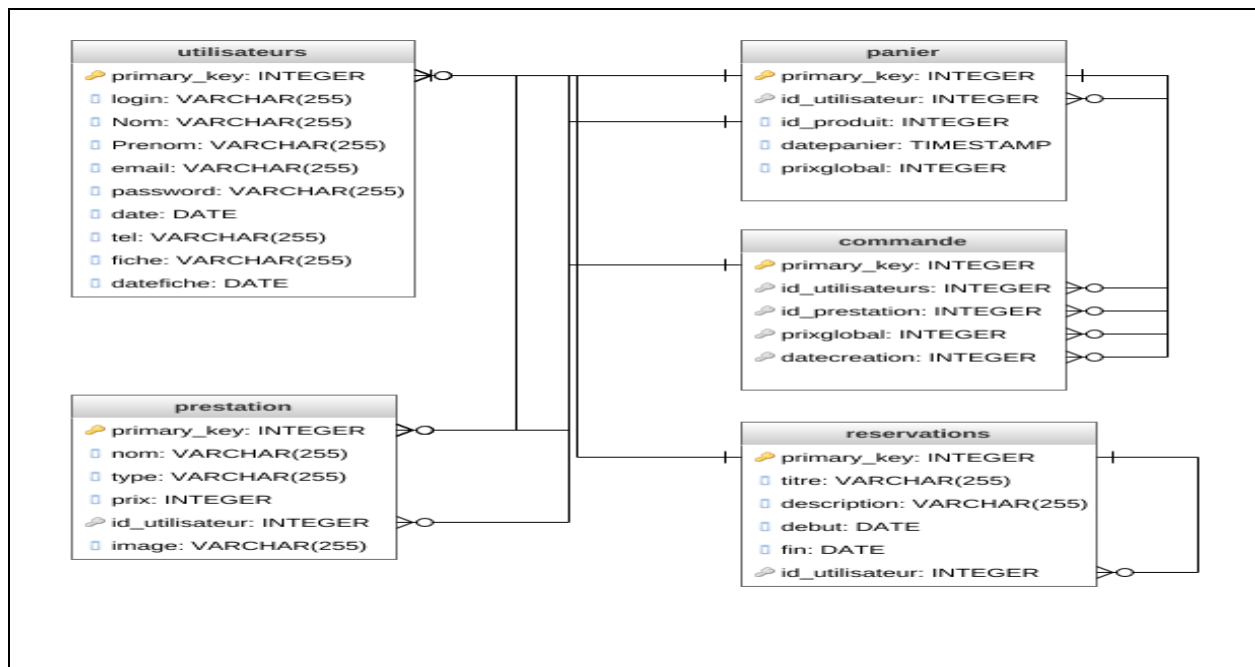 utilisateurs
primary_key: INTEGER
login: VARCHAR(255)
Nom: VARCHAR(255)
Prenom: VARCHAR(255)
email: VARCHAR(255)
password: VARCHAR(255)
date: DATE
tel: VARCHAR(255)
fiche: VARCHAR(255)
datefiche: DATE
prestation
primary_key: INTEGER
nom: VARCHAR(255)
type: VARCHAR(255)
prix: INTEGER
id_utilisateur: INTEGER
image: VARCHAR(255)
panier
primary_key: INTEGER
id_utilisateur: INTEGER
id_produit: INTEGER
datepanier: TIMESTAMP
prixglobal: INTEGER
commande
primary_key: INTEGER
id_utilisateurs: INTEGER
id_prestation: INTEGER
prixglobal: INTEGER
datecreation: INTEGER
reservations
primary_key: INTEGER
titre: VARCHAR(255)
description: VARCHAR(255)
debut: DATE
fin: DATE
id_utilisateur: INTEGER